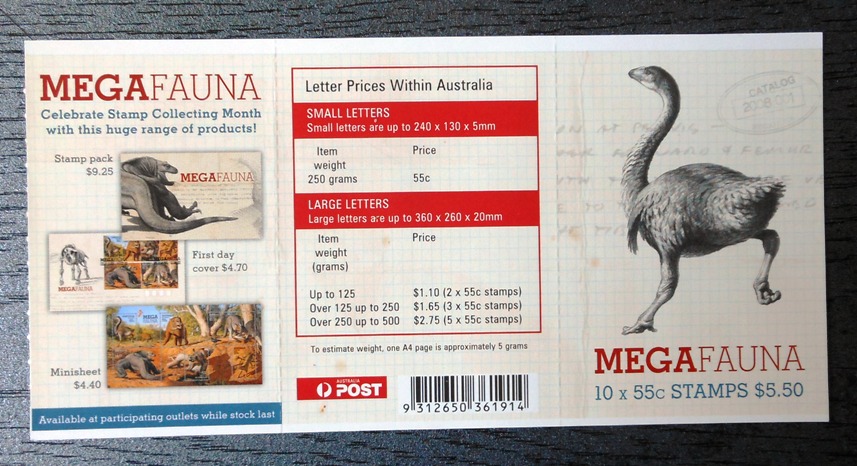 MEGAFAUNA
Celebrate Stamp Collecting Month
with this huge range of products!
Stamp pack
$9.25
MEGAFAUNA
First day
cover $4.70
MEGAFAUNA
Minisheet
$4.40
Available at participating outlets while stock last
Letter Prices Within Australia
SMALL LETTERS
Small letters are up to 240 x 130 x 5mm
Item
weight
Price
250 grams 55c
LARGE LETTERS
Large letters are up to 360 x 260 x 20mm
Item
weight
(grams)
Price
Up to 125 $1.10 (2 x 55c stamps)
Over 125 up to 250 $1.65 (3 x 55c stamps)
Over 250 up to 500 $2.75 (5 x 55c stamps)
To estimate weight, one A4 page is approximately 5 grams
AUSTRALIA
POST
9 312650 361914
CATALOG
MEGAFAUNA
10 x 55c STAMPS $5.50